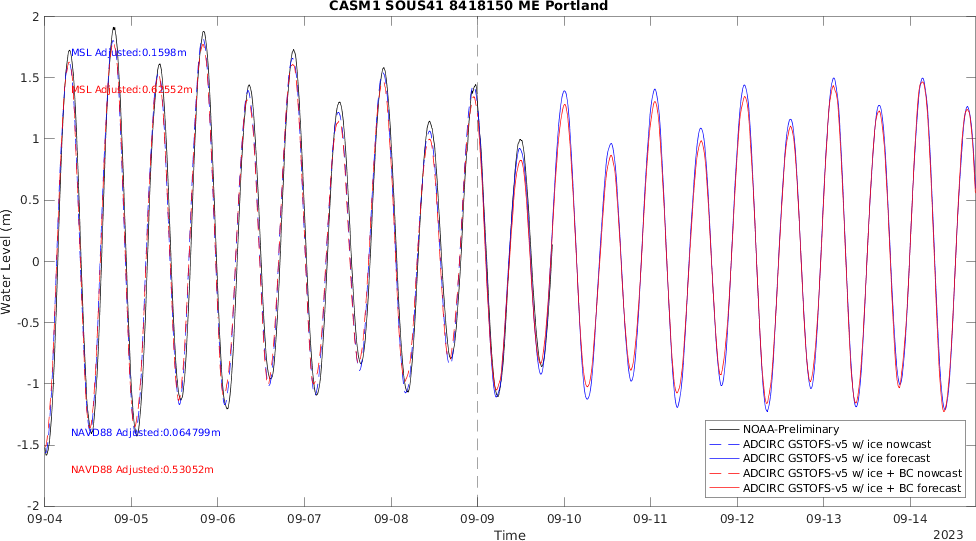 CASM1 SOUS41 8418150 ME Portland
2
1.5
1
0.5
0
-0.5
-1
-1.5
-2
Water Level (m)
MSL Adjusted:0.1598m
MSL Adjusted:0.62552m
NAVD88 Adjusted:0.064799m
NAVD88 Adjusted:0.53052m
NOAA-Preliminary
ADCIRC GSTOFS-v5 w/ ice nowcast
ADCIRC GSTOFS-v5 w/ ice forecast
ADCIRC GSTOFS-v5 w/ ice + BC nowcast
ADCIRC GSTOFS-v5 w/ ice + BC forecast
09-04 09-05 09-06 09-07 09-08 09-09 09-10 09-11 09-12 09-13 09-14
Time
2023